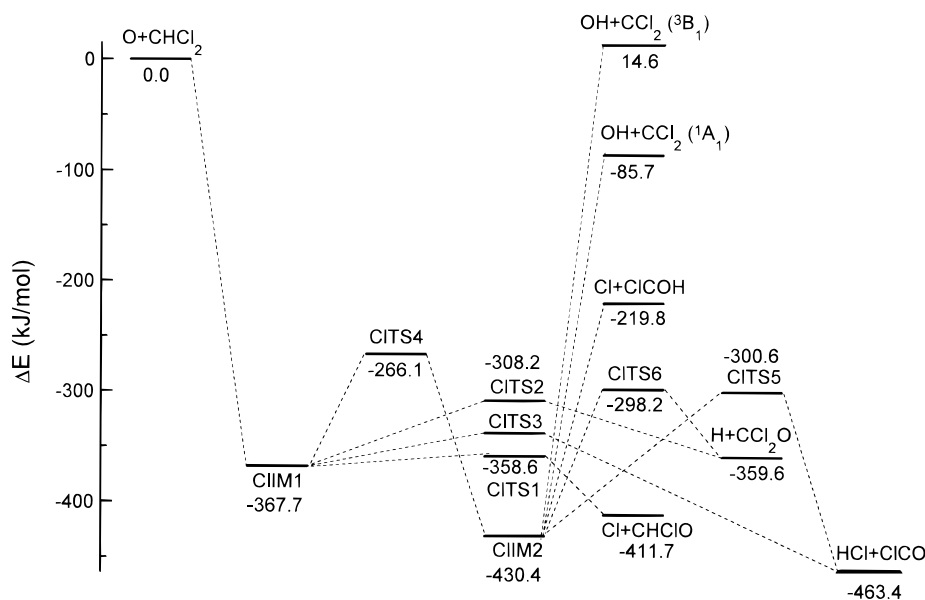 OH+CCl₂ (³B₁)
O+CHCl₂
0
0.0
14.6
OH+CCl₂ (¹A₁)
-100
-85.7
-200
Cl+ClCOH
-219.8
ΔE (kJ/mol)
ClTS4
-266.1
-308.2
ClTS2
ClTS6
-298.2
-300.6
ClTS5
-300
ClTS3
H+CCl₂O
-359.6
-358.6
ClTS1
ClIM1
-367.7
-400
Cl+CHClO
-411.7
ClIM2
-430.4
HCl+ClCO
-463.4